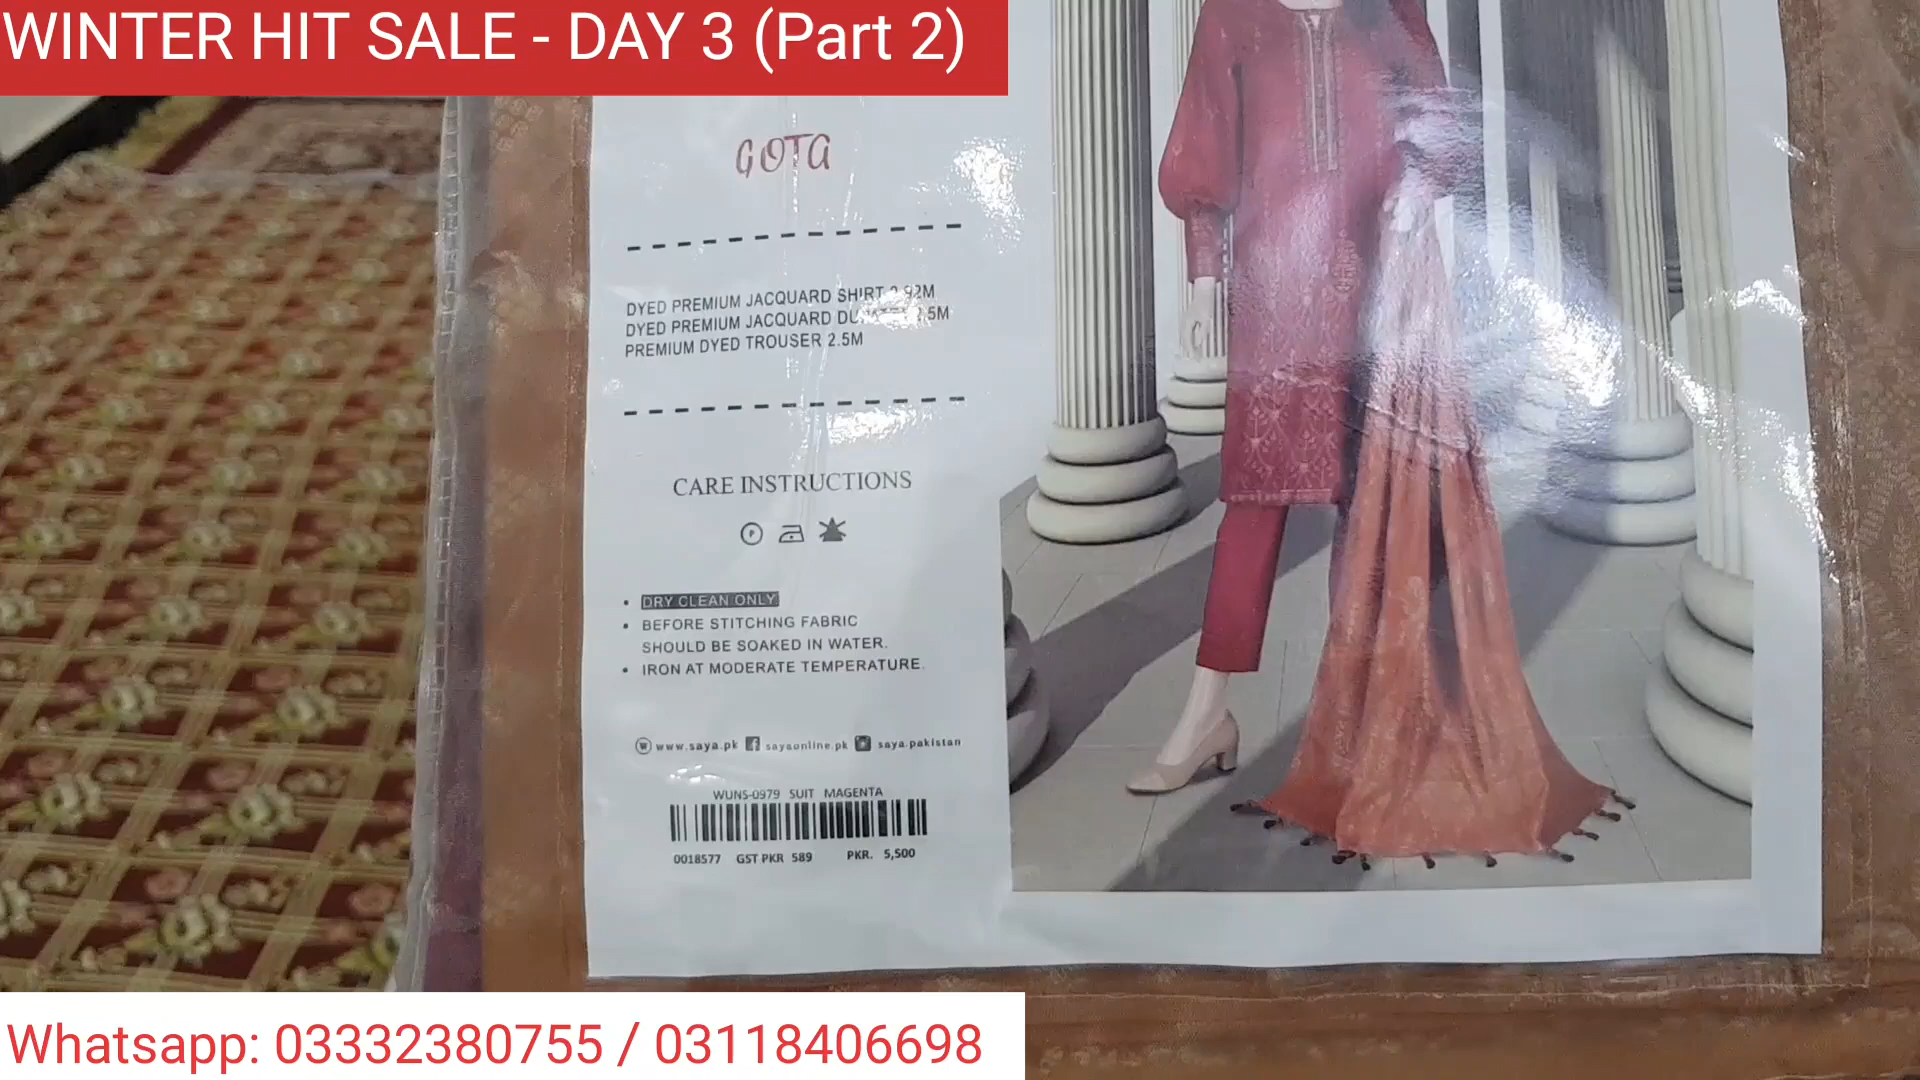 WINTER HIT SALE - DAY 3 (Part 2)
GOTA
DYED PREMIUM JACQUARD SHIRT
DYED PREMIUM JACQUARD
PREMIUM DYED TROUSER 2.5M
CARE INSTRUCTIONS
P
• DRY CLEAN ONLY
• BEFORE STITCHING FABRIC
SHOULD BE SOAKED IN WATER.
• IRON AT MODERATE TEMPERATURE.
www.saya.pk sayaonline.pk saya.pakistan
WUNS-0979 SUIT MAGENTA
0018577 GST PKR 589 PKR. 5,500
Whatsapp: 03332380755 / 03118406698